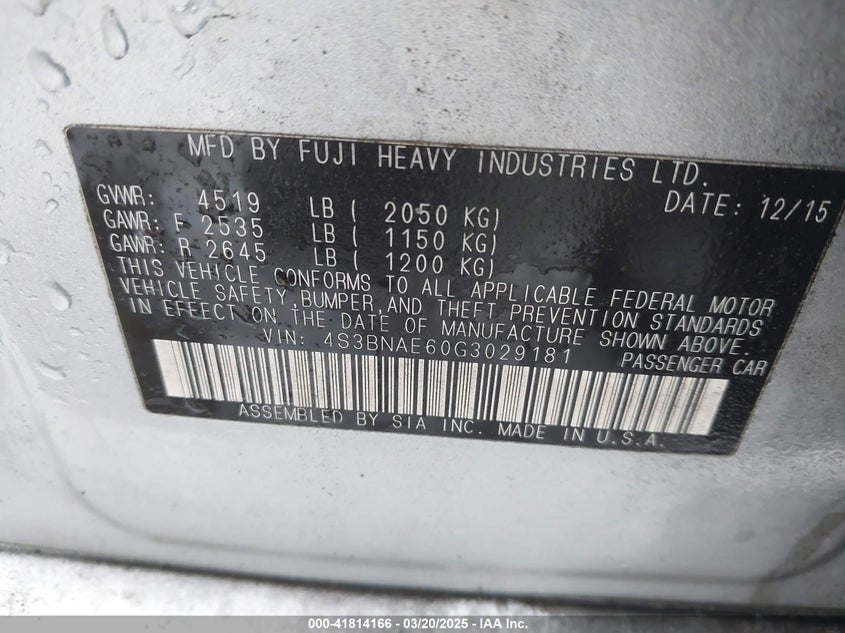 MFD BY FUJI HEAVY INDUSTRIES LTD.
GVWR: 4519 LB ( 2050 KG) DATE: 12/15
GAWR: F 2535 LB ( 1150 KG)
GAWR: R 2645 LB ( 1200 KG)
THIS VEHICLE CONFORMS TO ALL APPLICABLE FEDERAL MOTOR
VEHICLE SAFETY,BUMPER,AND THEFT PREVENTION STANDARDS
IN EFFECT ON THE DATE OF MANUFACTURE SHOWN ABOVE.
VIN: 4S3BNAE60G3029181 PASSENGER CAR
ASSEMBLED BY SIA INC. MADE IN U.S.A.
000-41814166 — 03/20/2025 — IAA Inc.